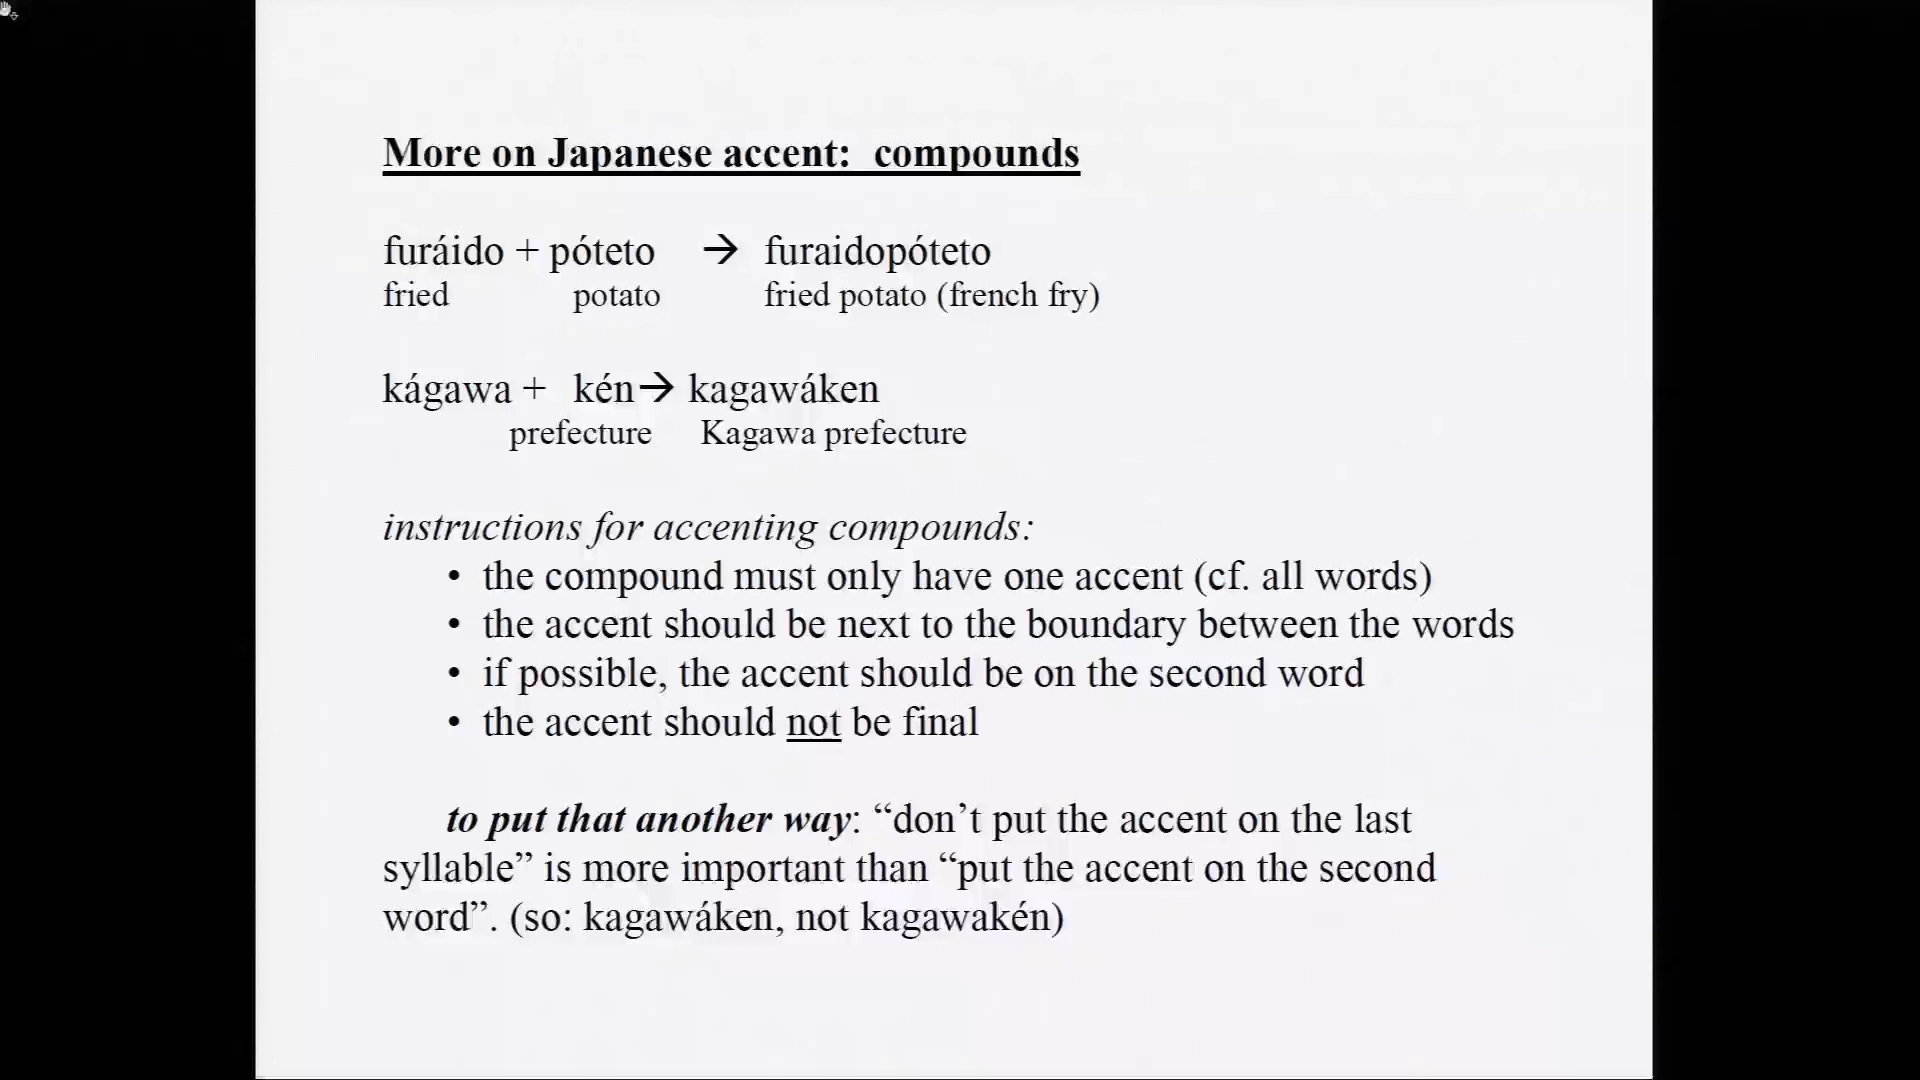 More on Japanese accent: compounds
furáido + póteto → furaidopóteto
fried potato fried potato (french fry)
kágawa + kén→ kagawáken
prefecture Kagawa prefecture
instructions for accenting compounds:
• the compound must only have one accent (cf. all words)
• the accent should be next to the boundary between the words
• if possible, the accent should be on the second word
• the accent should not be final
to put that another way: “don’t put the accent on the last
syllable” is more important than “put the accent on the second
word”. (so: kagawáken, not kagawakén)